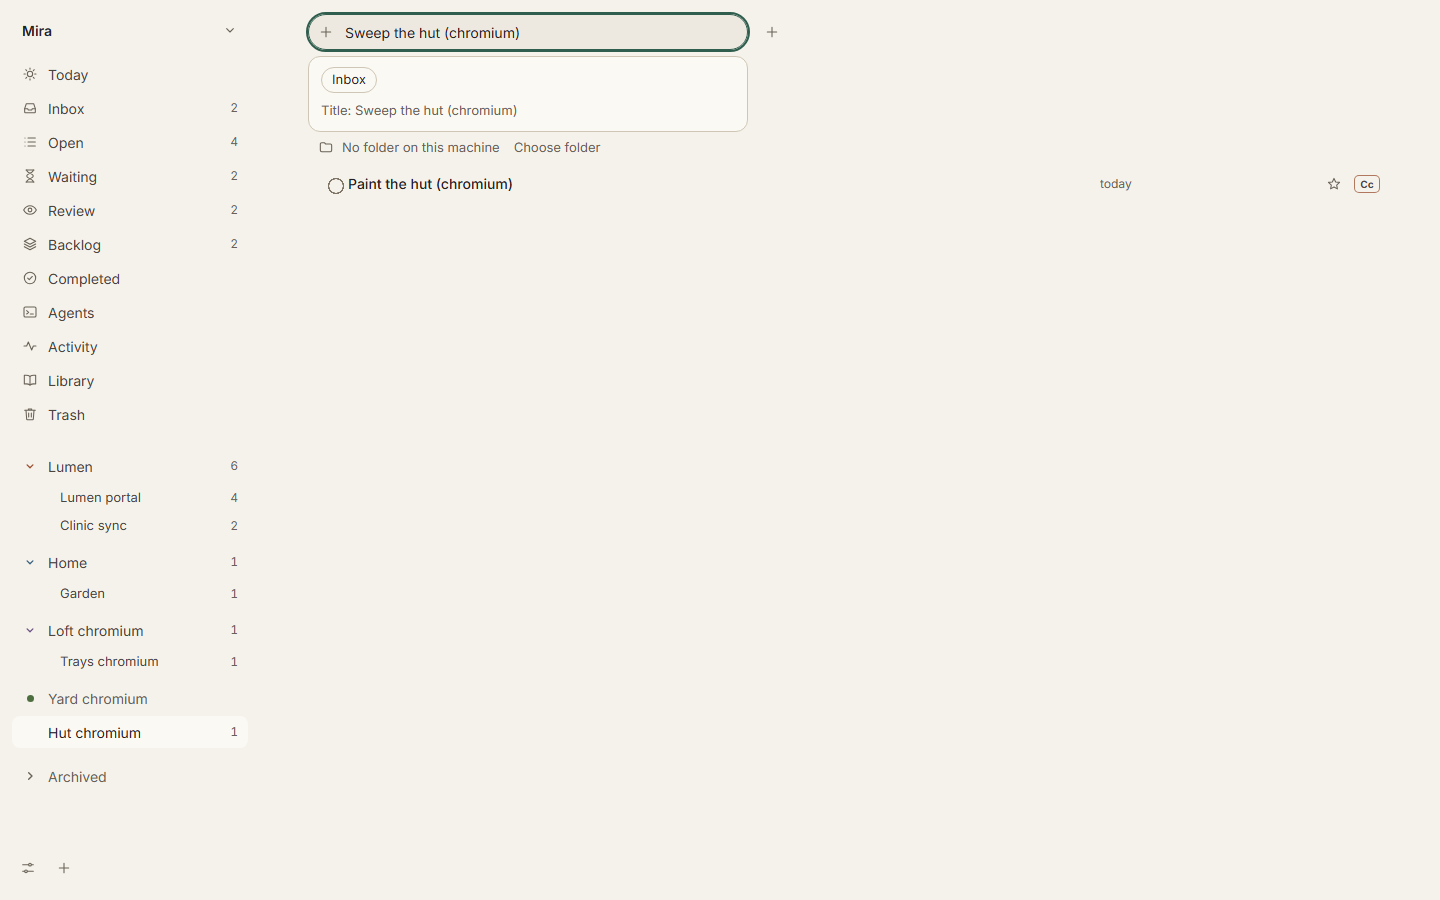 Mira
Today
Inbox 2
Open 4
Waiting 2
Review 2
Backlog 2
Completed
Agents
Activity
Library
Trash
Lumen 6
Lumen portal 4
Clinic sync 2
Home 1
Garden 1
Loft chromium 1
Trays chromium 1
Yard chromium
Hut chromium 1
Archived
Sweep the hut (chromium)
Inbox
Title: Sweep the hut (chromium)
No folder on this machine Choose folder
Paint the hut (chromium) today Cc